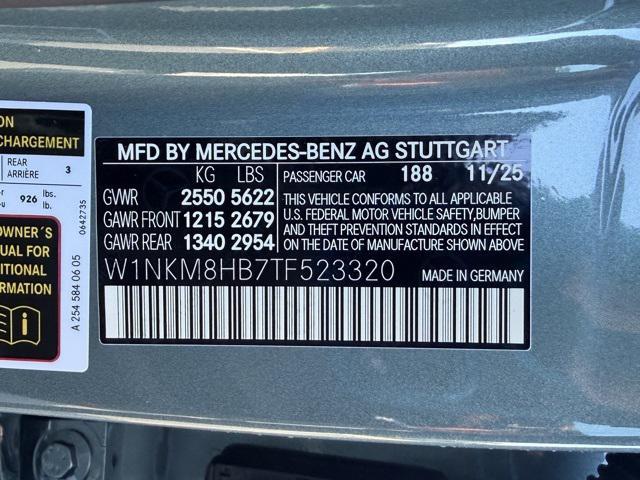 ON
CHARGEMENT
REAR
ARRIÈRE 3
926 lbs.
lb.
0642735
OWNER´S
NUAL FOR
A 254 584 06 05
MFD BY MERCEDES-BENZ AG STUTTGART
KG LBS
GVWR 2550 5622
GAWR FRONT 1215 2679
GAWR REAR 1340 2954
PASSENGER CAR 188 11/25
THIS VEHICLE CONFORMS TO ALL APPLICABLE
U.S. FEDERAL MOTOR VEHICLE SAFETY,BUMPER
AND THEFT PREVENTION STANDARDS IN EFFECT
ON THE DATE OF MANUFACTURE SHOWN ABOVE
W1NKM8HB7TF523320
MADE IN GERMANY